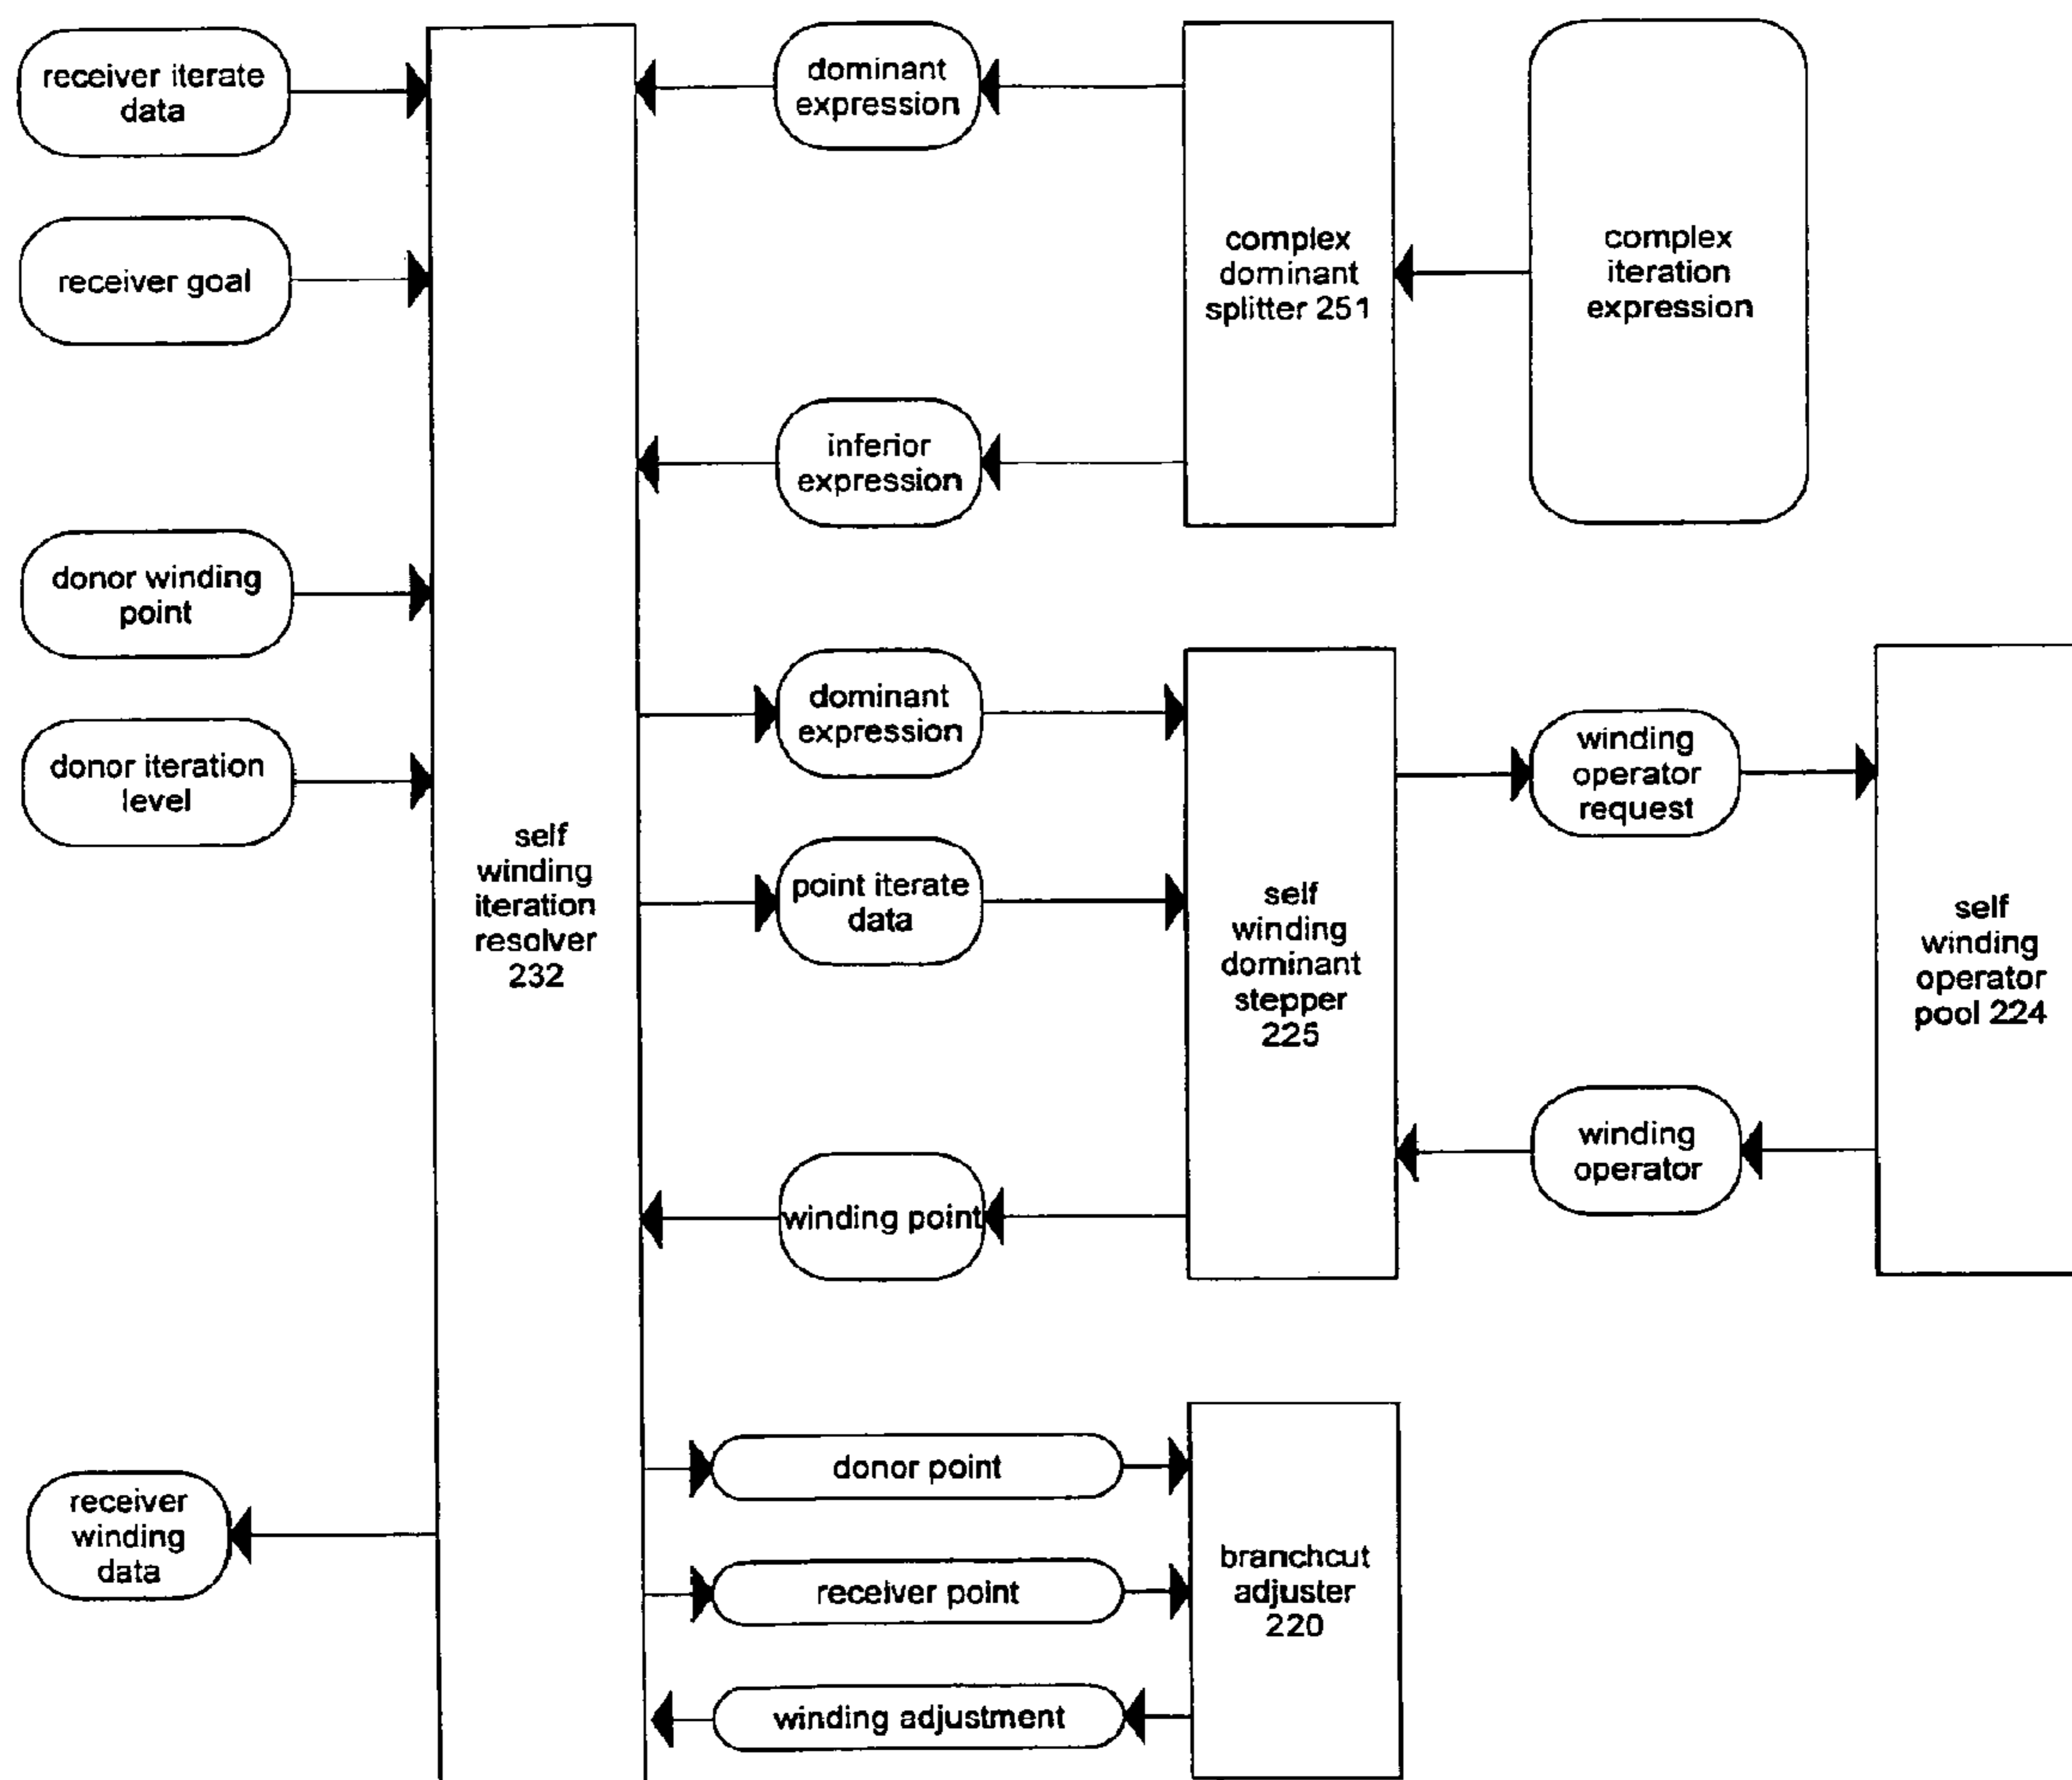 receiver iterate
data
receiver goal
donor winding
point
donor iteration
level
receiver
winding
data
self
winding
iteration
resolver
232
dominant
expression
inferior
expression
dominant
expression
point iterate
data
winding point
donor point
receiver point
winding adjustment
complex
dominant
splitter 251
complex
iteration
expression
self
winding
dominant
stepper
225
winding
operator
request
winding
operator
self
winding
operator
pool 224
branchcut
adjuster
220